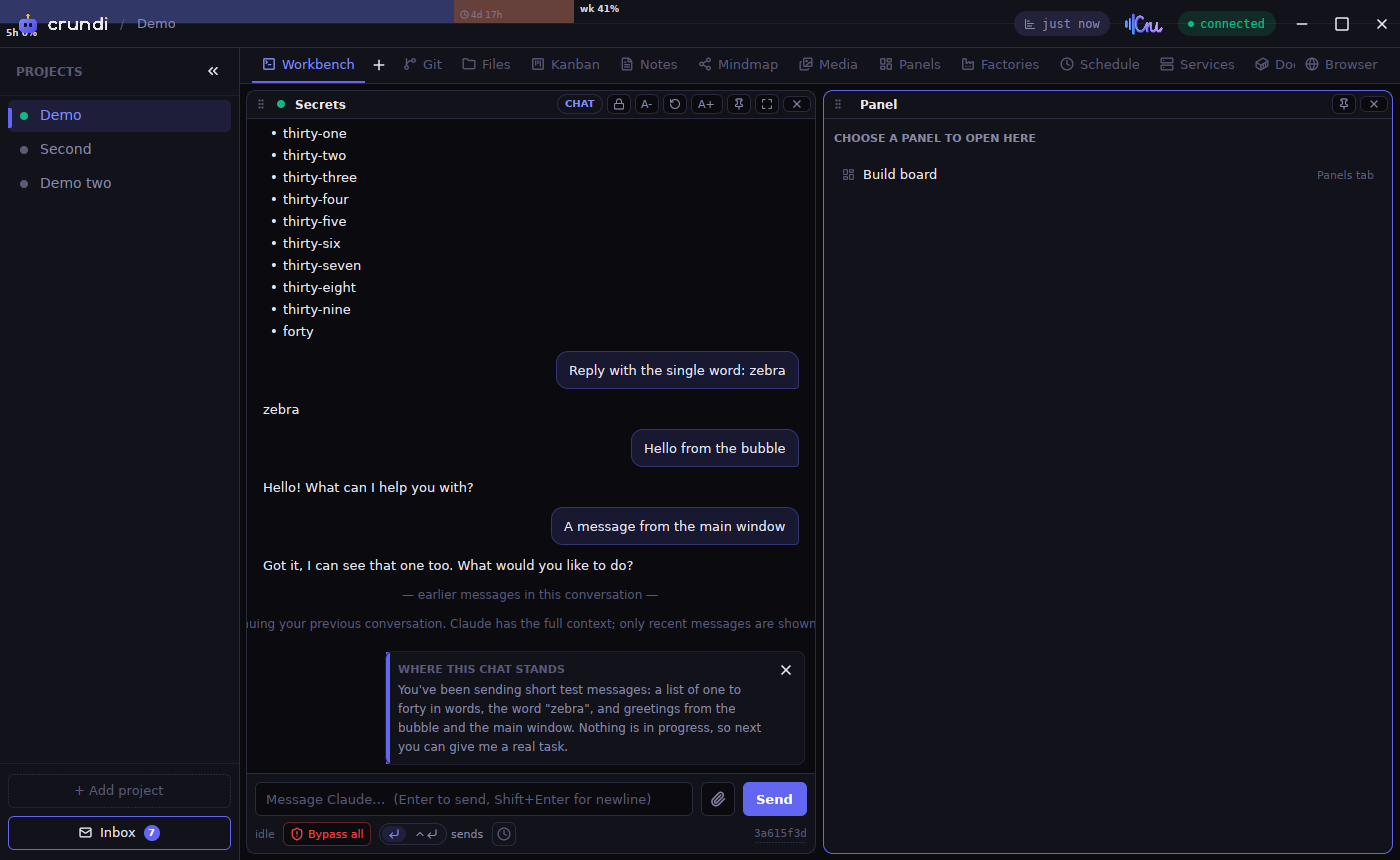 4d 17h
wk 41%
crundi / Demo
just now
Cru
connected
PROJECTS
Workbench
Git
Files
Kanban
Notes
Mindmap
Media
Panels
Factories
Schedule
Services
Browser
Demo
Second
Demo two
+ Add project
Inbox 7
Secrets
CHAT
A-
A+
• thirty-one
• thirty-two
• thirty-three
• thirty-four
• thirty-five
• thirty-six
• thirty-seven
• thirty-eight
• thirty-nine
• forty
Reply with the single word: zebra
zebra
Hello from the bubble
Hello! What can I help you with?
A message from the main window
Got it, I can see that one too. What would you like to do?
— earlier messages in this conversation —
your previous conversation. Claude has the full context; only recent messages are shown
WHERE THIS CHAT STANDS
You've been sending short test messages: a list of one to
forty in words, the word "zebra", and greetings from the
bubble and the main window. Nothing is in progress, so next
you can give me a real task.
Message Claude... (Enter to send, Shift+Enter for newline)
Send
idle
Bypass all
sends
3a615f3d
Panel
CHOOSE A PANEL TO OPEN HERE
Build board
Panels tab